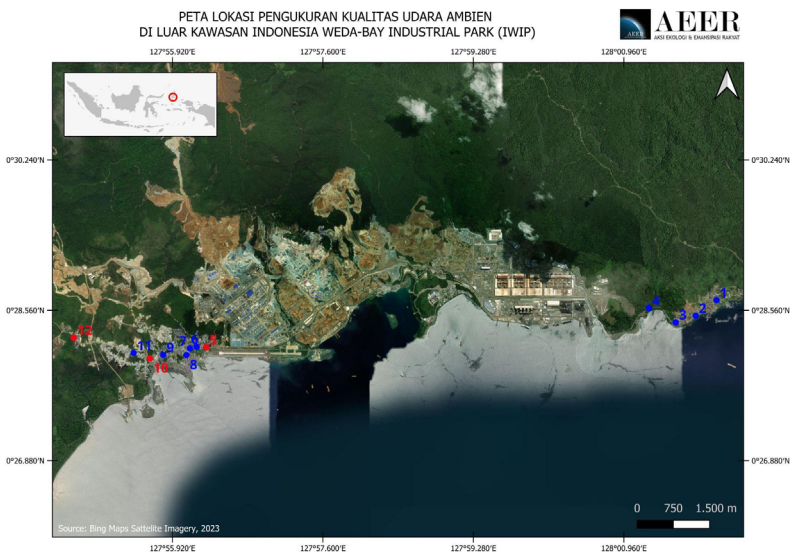 PETA LOKASI PENGUKURAN KUALITAS UDARA AMBIEN
DI LUAR KAWASAN INDONESIA WEDA-BAY INDUSTRIAL PARK (IWIP)
AEER
AEER
AKSI EKOLOGI & EMANSIPASI RAKYAT
127°55.920'E 127°57.600'E 127°59.280'E 128°00.960'E
0°30.240'N 0°30.240'N
1
4
2
3
0°28.560'N 0°28.560'N
12
7 6 5
11 9
8
10
0°26.880'N 0°26.880'N
0 750 1.500 m
Source: Bing Maps Sattelite Imagery, 2023
127°55.920'E 127°57.600'E 127°59.280'E 128°00.960'E